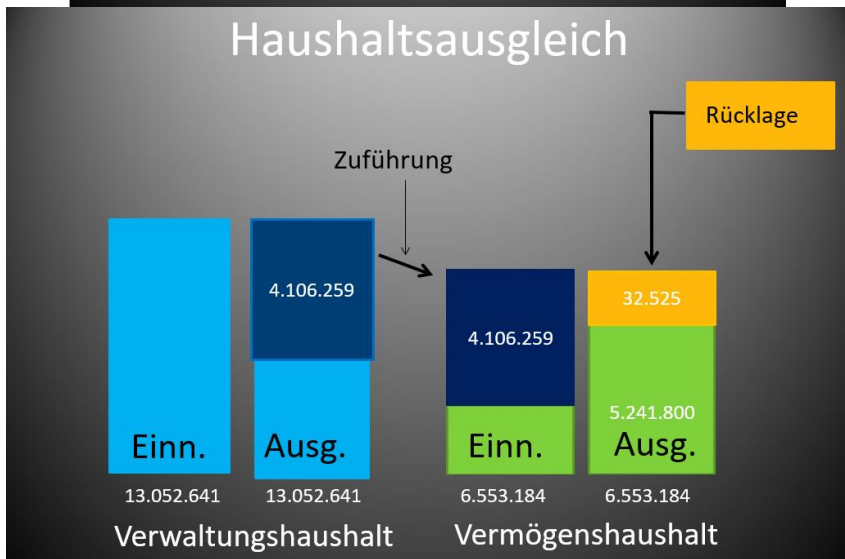 Haushaltsausgleich
Rücklage
Zuführung
4.106.259
4.106.259
32.525
5.241.800
Einn.
Ausg.
Einn.
Ausg.
13.052.641
13.052.641
6.553.184
6.553.184
Verwaltungshaushalt
Vermögenshaushalt